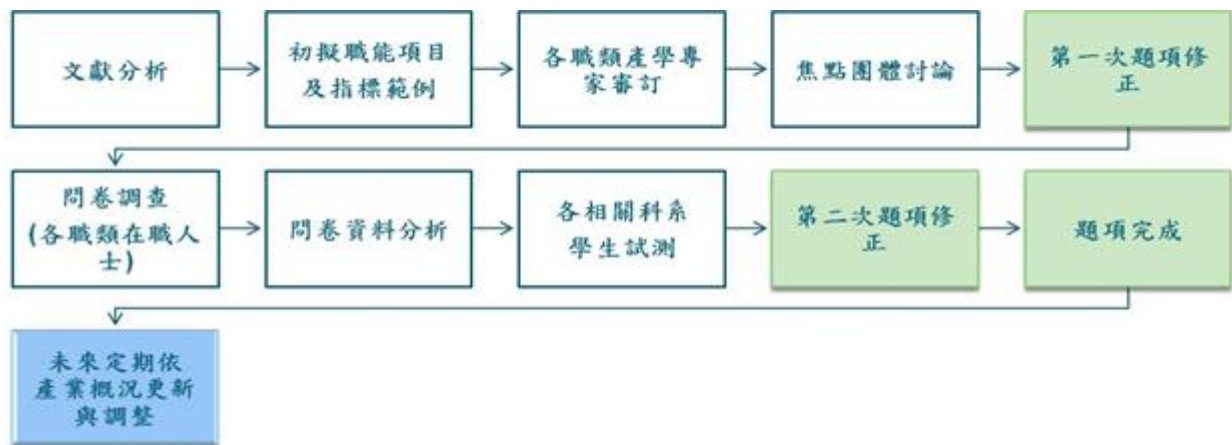 文獻分析
初擬職能項目
及指標範例
各職類產學專
家審訂
焦點團體討論
第一次題項修
正
問卷調查
(各職類在職人
士)
問卷資料分析
各相關科系
學生試測
第二次題項修
正
題項完成
未來定期依
產業概況更新
與調整